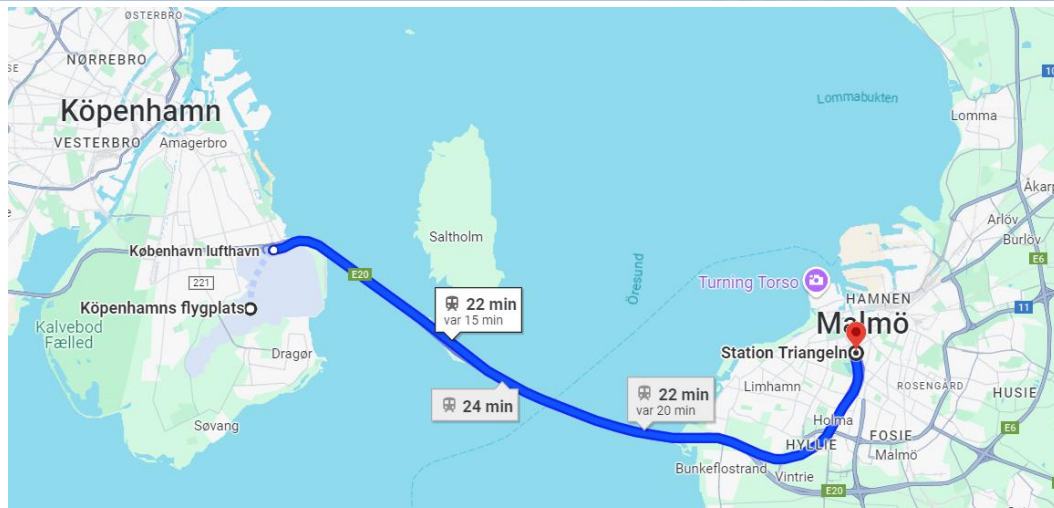 ØSTERBRO
NØRREBRO
Köpenhamn
VESTERBRO
Amagerbro
København lufthavn
221
Köpenhamns flygplats
Kalvebod
Fælled
Dragør
Søvang
E20
Saltholm
22 min
var 15 min
24 min
Öresund
22 min
var 20 min
Lommabukten
Lomma
Åkarp
Arlöv
Burlöv
E6
11
Turning Torso
HAMNEN
Malmö
Station Triangeln
Limhamn
ROSENGÅRD
HUSIE
Holma
HYLLIE
FOSIE
Malmö
E6
Bunkeflostrand
Vintrie
E20